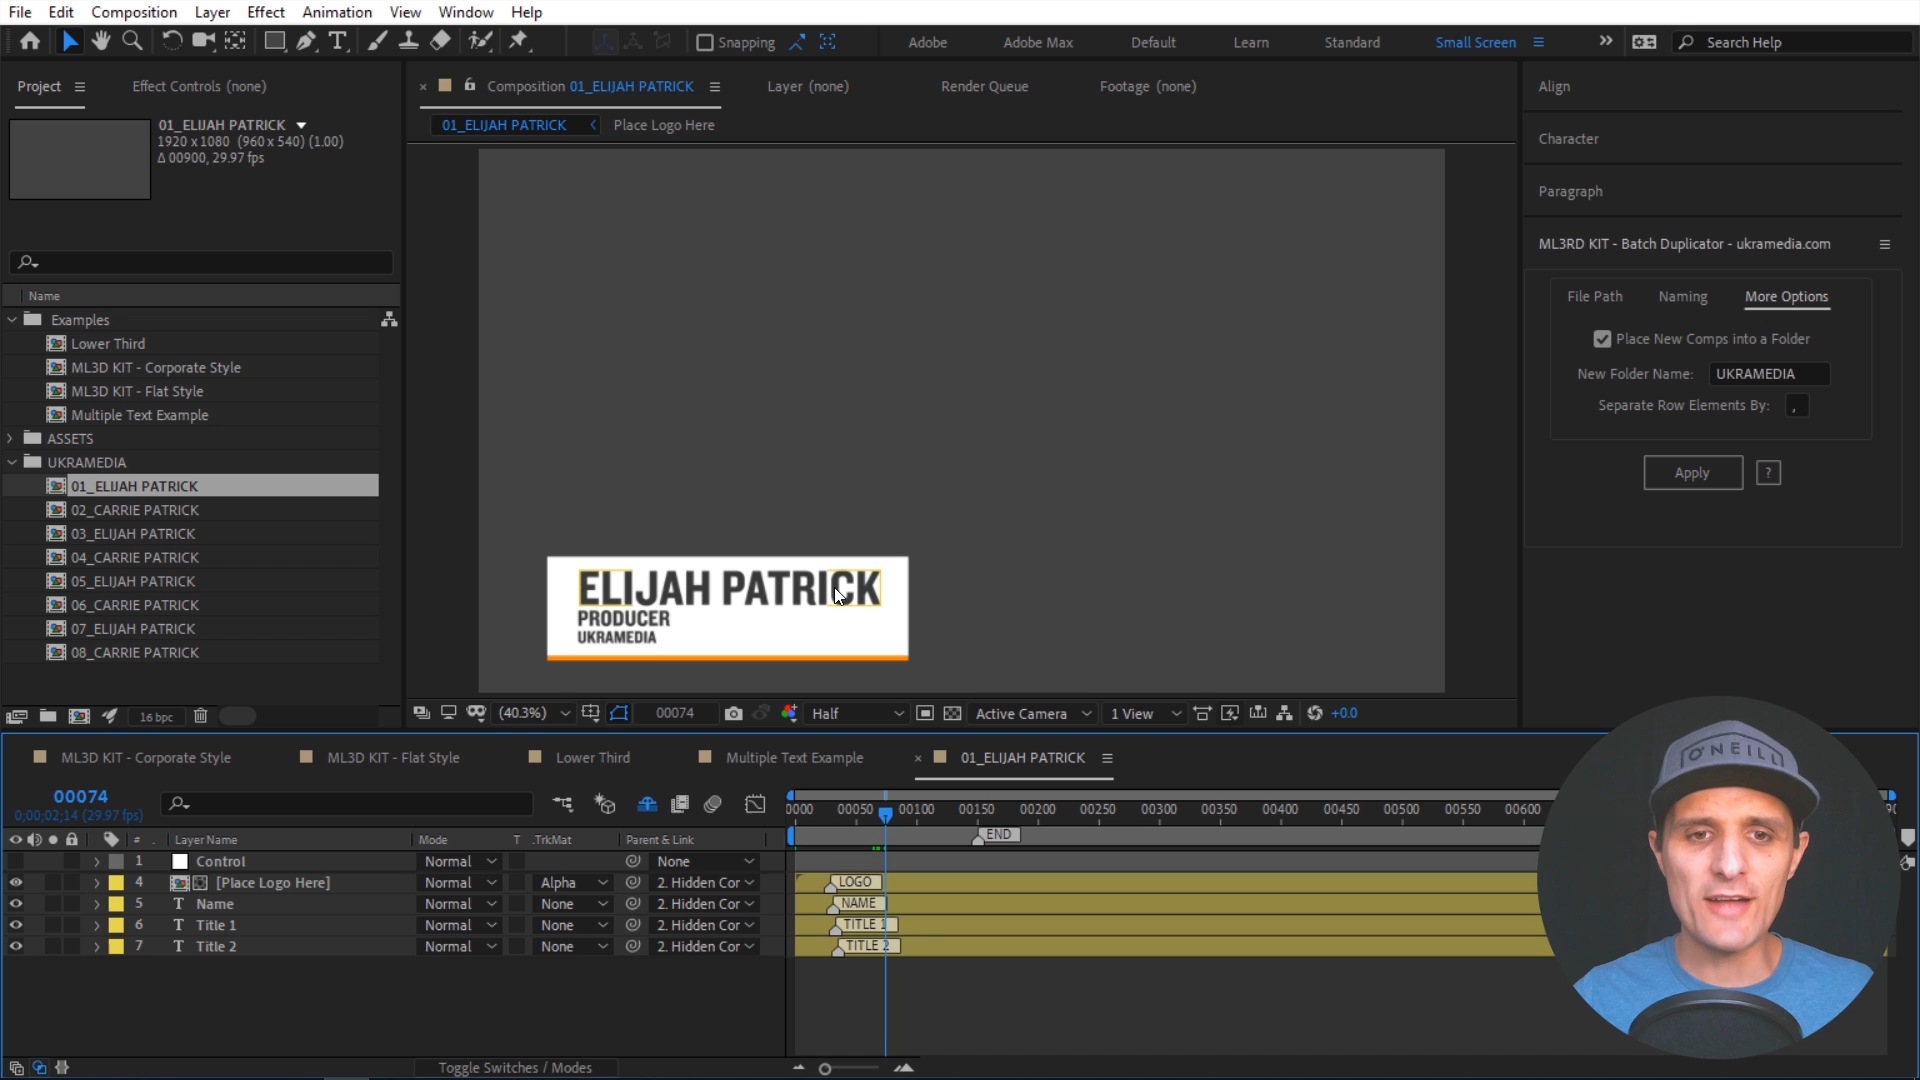 File Edit Composition Layer Effect Animation View Window Help
Snapping Adobe Adobe Max Default Learn Standard Small Screen Search Help
Project Effect Controls (none) Composition 01_ELIJAH PATRICK Layer (none) Render Queue Footage (none)
01_ELIJAH PATRICK Place Logo Here
01_ELIJAH PATRICK
1920 x 1080 (960 x 540) (1.00)
Δ 00900, 29.97 fps
Name
Examples
Lower Third
ML3D KIT - Corporate Style
ML3D KIT - Flat Style
Multiple Text Example
ASSETS
UKRAMEDIA
01_ELIJAH PATRICK
02_CARRIE PATRICK
03_ELIJAH PATRICK
04_CARRIE PATRICK
05_ELIJAH PATRICK
06_CARRIE PATRICK
07_ELIJAH PATRICK
08_CARRIE PATRICK
16 bpc
ELIJAH PATRICK
PRODUCER
UKRAMEDIA
(40.3%) 00074 Half Active Camera 1 View +0.0
Align
Character
Paragraph
ML3RD KIT - Batch Duplicator - ukramedia.com
File Path Naming More Options
Place New Comps into a Folder
New Folder Name: UKRAMEDIA
Separate Row Elements By: ,
Apply ?
ML3D KIT - Corporate Style ML3D KIT - Flat Style Lower Third Multiple Text Example 01_ELIJAH PATRICK
00074
0;00;02;14 (29.97 fps)
0000 00050 00100 00150 00200 00250 00300 00350 00400 00450 00500 00550 00600
END
# Layer Name Mode T .TrkMat Parent & Link
1 Control Normal None
4 [Place Logo Here] Normal Alpha 2. Hidden Cor LOGO
5 T Name Normal None 2. Hidden Cor NAME
6 T Title 1 Normal None 2. Hidden Cor TITLE 1
7 T Title 2 Normal None 2. Hidden Cor TITLE 2
Toggle Switches / Modes
O'NEILL